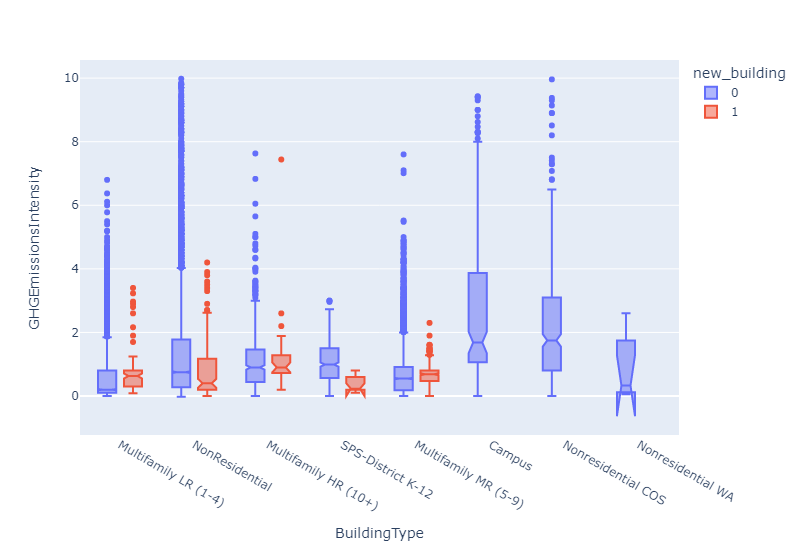 new_building
0
1
10
8
6
4
2
0
GHGEmissionsIntensity
Multifamily LR (1-4)
NonResidential
Multifamily HR (10+)
SPS-District K-12
Multifamily MR (5-9)
Campus
Nonresidential COS
Nonresidential WA
BuildingType